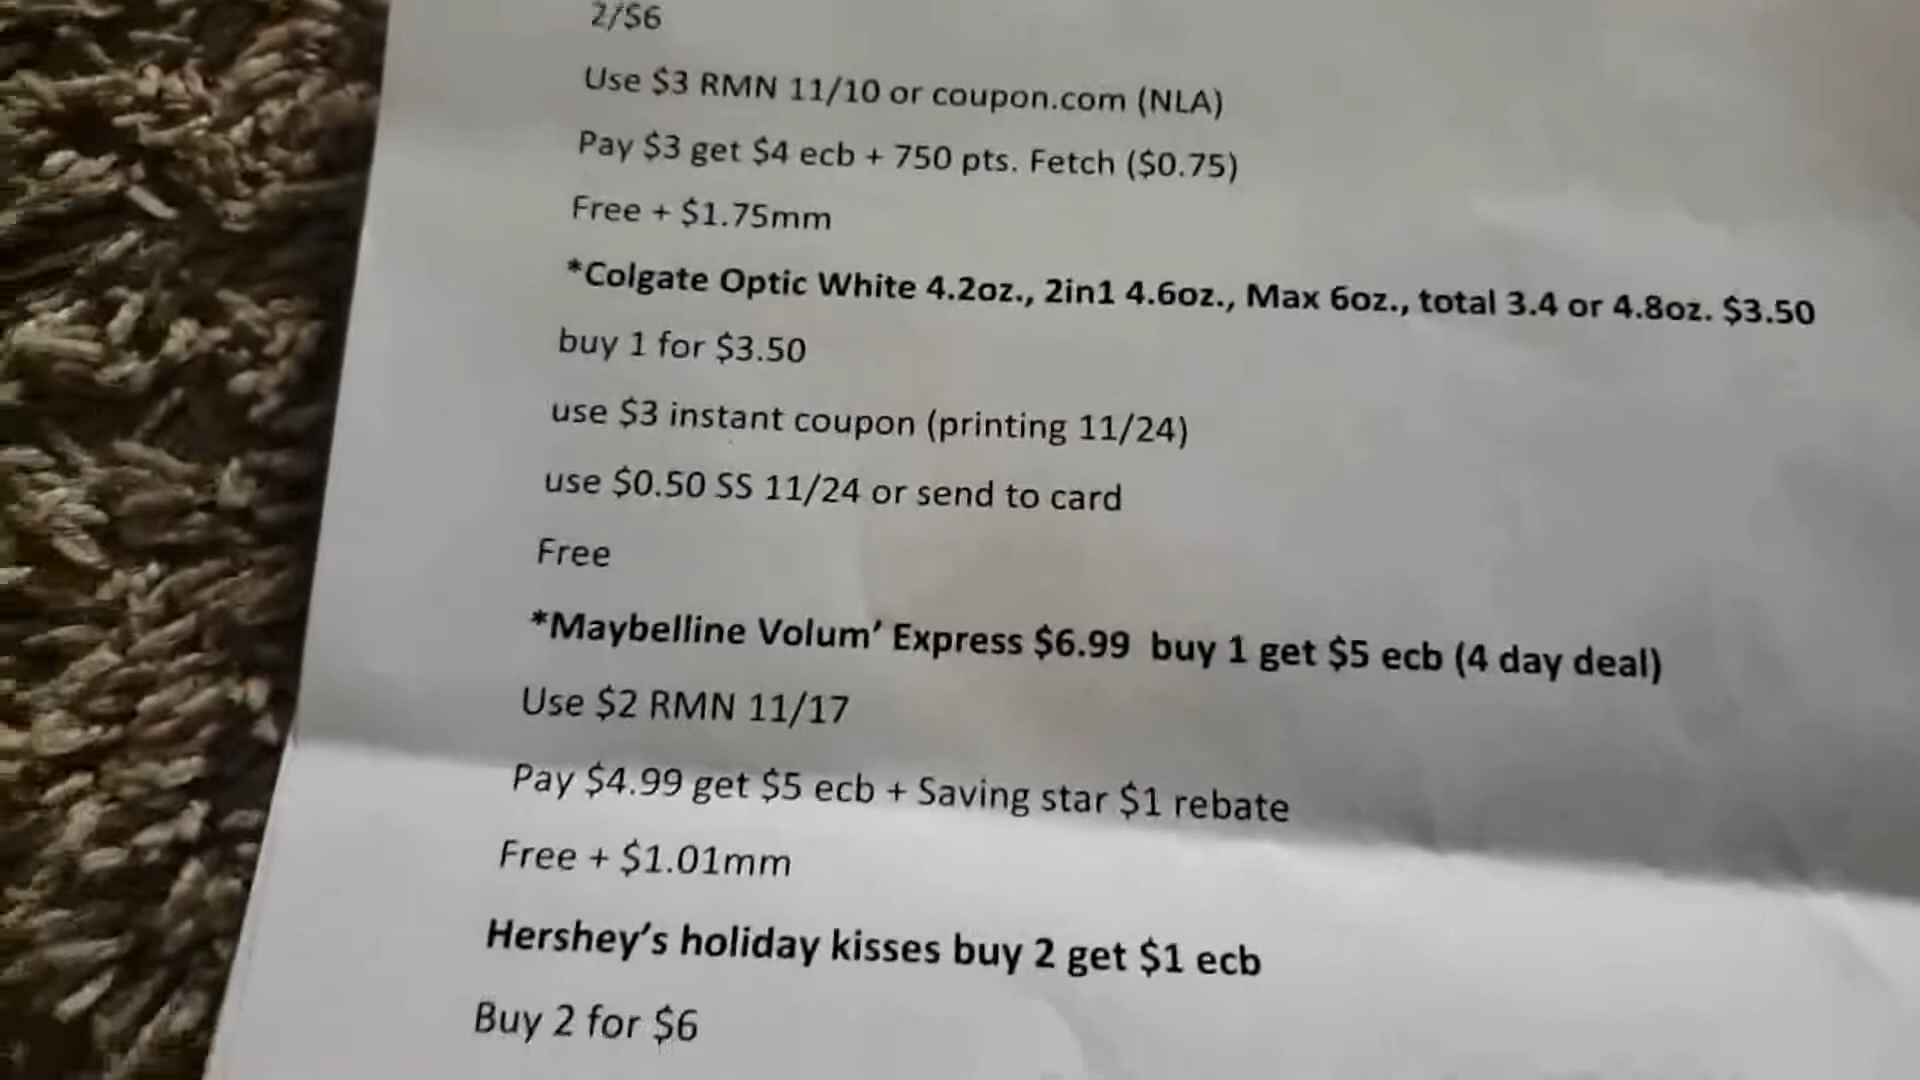 2/$6
Use $3 RMN 11/10 or coupon.com (NLA)
Pay $3 get $4 ecb + 750 pts. Fetch ($0.75)
Free + $1.75mm
*Colgate Optic White 4.2oz., 2in1 4.6oz., Max 6oz., total 3.4 or 4.8oz. $3.50
buy 1 for $3.50
use $3 instant coupon (printing 11/24)
use $0.50 SS 11/24 or send to card
Free
*Maybelline Volum’ Express $6.99 buy 1 get $5 ecb (4 day deal)
Use $2 RMN 11/17
Pay $4.99 get $5 ecb + Saving star $1 rebate
Free + $1.01mm
Hershey’s holiday kisses buy 2 get $1 ecb
Buy 2 for $6